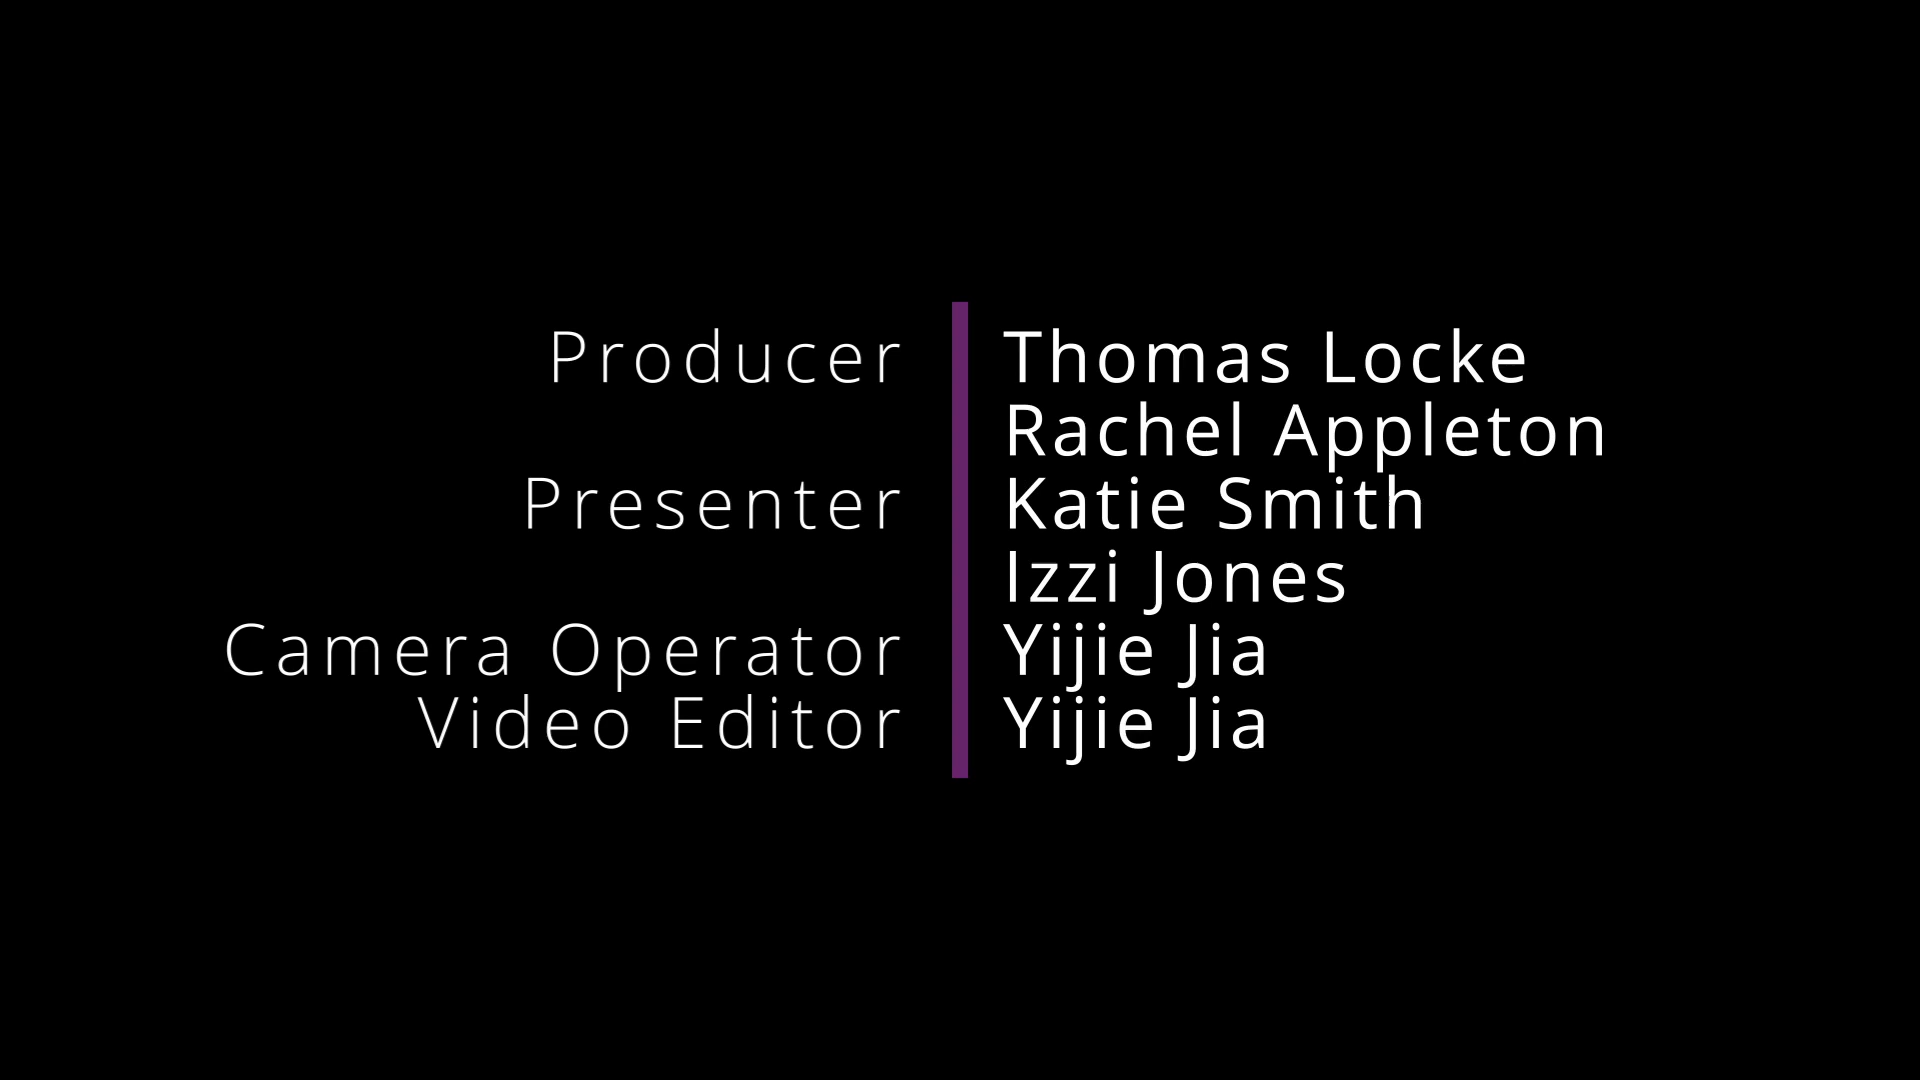 Producer Thomas Locke
Rachel Appleton
Presenter Katie Smith
Izzi Jones
Camera Operator Yijie Jia
Video Editor Yijie Jia